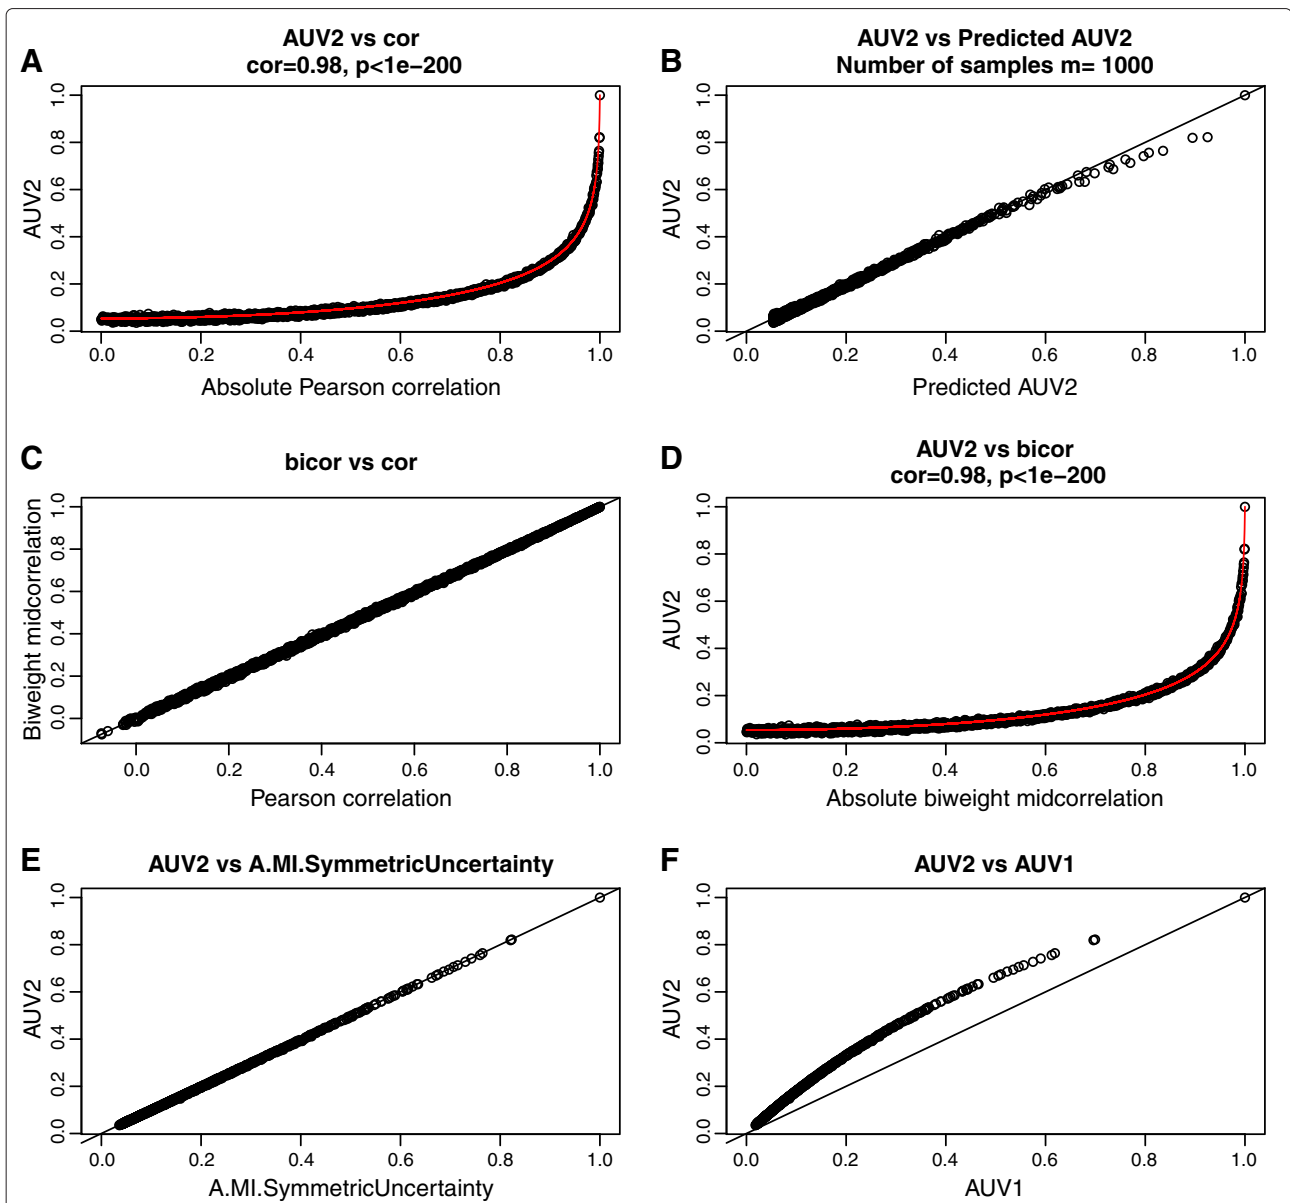 A
AUV2 vs cor
cor=0.98, p<1e−200
AUV2
0.0 0.2 0.4 0.6 0.8 1.0
0.0 0.2 0.4 0.6 0.8 1.0
Absolute Pearson correlation
B
AUV2 vs Predicted AUV2
Number of samples m= 1000
AUV2
0.0 0.2 0.4 0.6 0.8 1.0
0.0 0.2 0.4 0.6 0.8 1.0
Predicted AUV2
C
bicor vs cor
Biweight midcorrelation
0.0 0.2 0.4 0.6 0.8 1.0
0.0 0.2 0.4 0.6 0.8 1.0
Pearson correlation
D
AUV2 vs bicor
cor=0.98, p<1e−200
AUV2
0.0 0.2 0.4 0.6 0.8 1.0
0.0 0.2 0.4 0.6 0.8 1.0
Absolute biweight midcorrelation
E
AUV2 vs A.MI.SymmetricUncertainty
AUV2
0.0 0.2 0.4 0.6 0.8 1.0
0.0 0.2 0.4 0.6 0.8 1.0
A.MI.SymmetricUncertainty
F
AUV2 vs AUV1
AUV2
0.0 0.2 0.4 0.6 0.8 1.0
0.0 0.2 0.4 0.6 0.8 1.0
AUV1